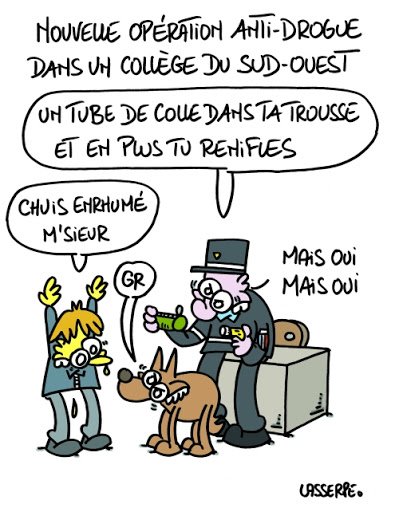 NOUVELLE OPÉRATION ANTI-DROGUE
DANS UN COLLÈGE DU SUD-OUEST
UN TUBE DE COLLE DANS TA TROUSSE
ET EN PLUS TU RENIFLES
CHUIS ENRHUMÉ
M'SIEUR
GR
MAIS OUI
MAIS OUI
LASSERPE.